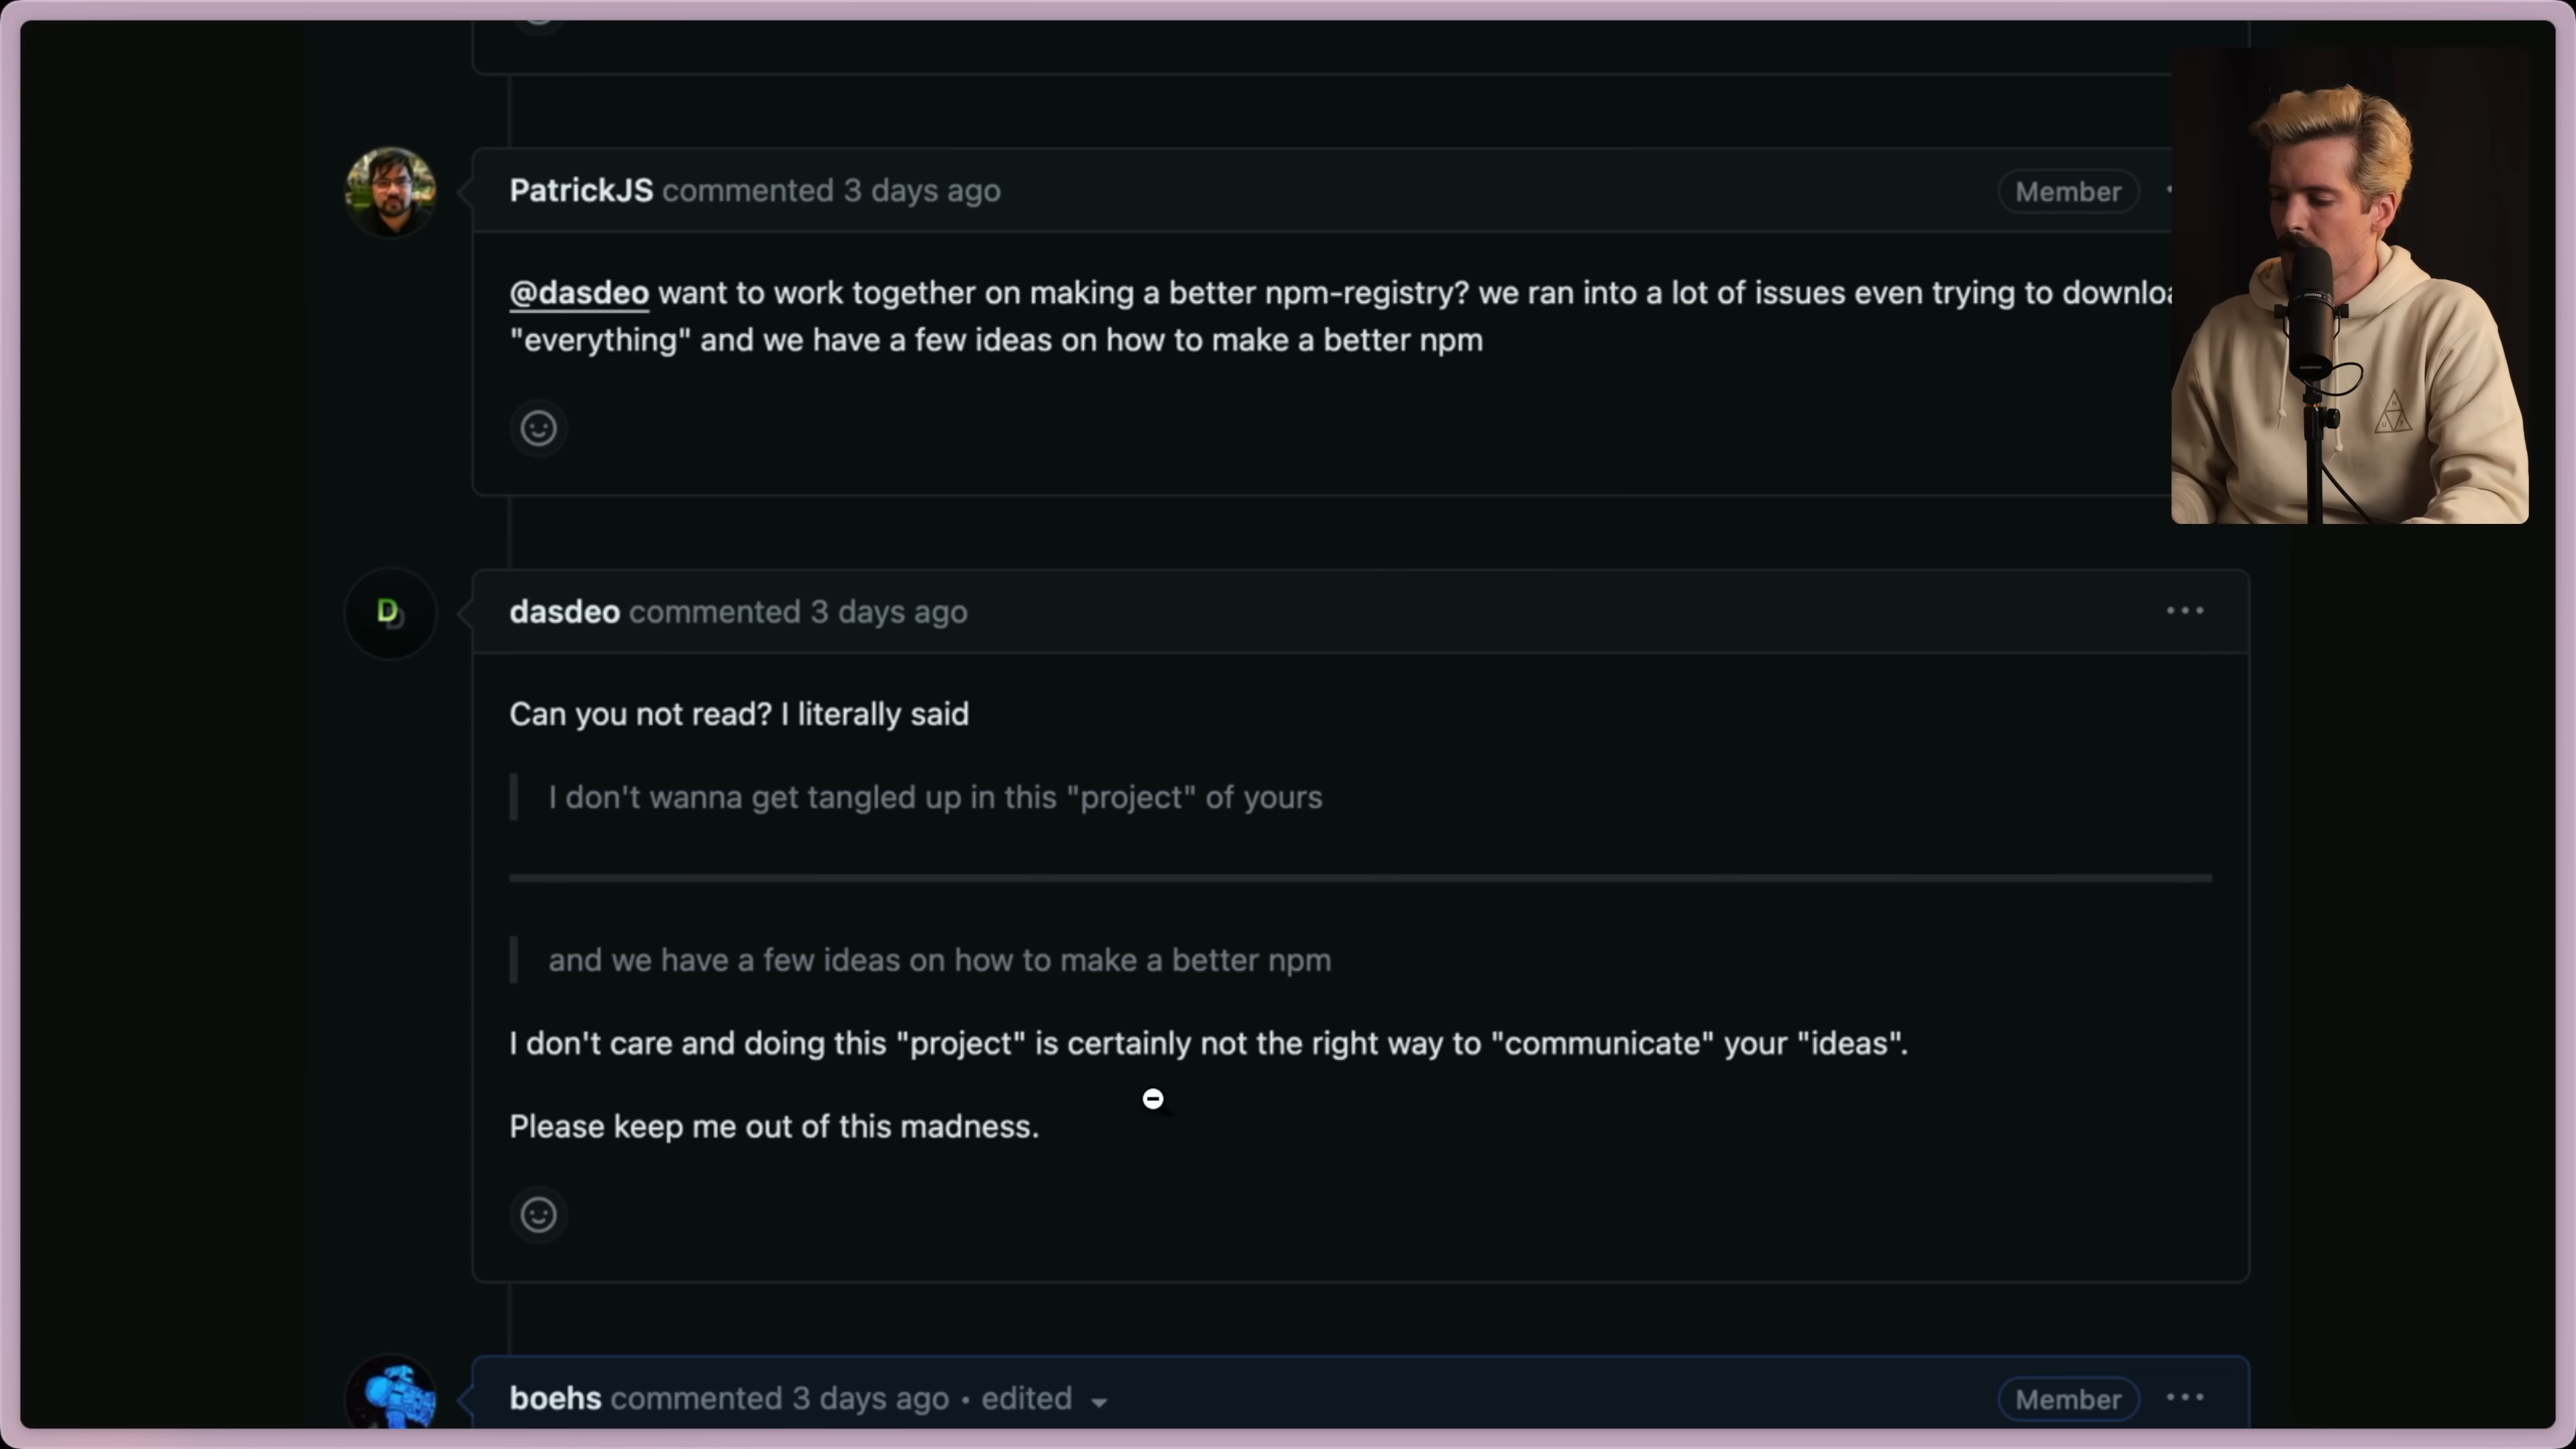 PatrickJS commented 3 days ago
Member
@dasdeo want to work together on making a better npm-registry? we ran into a lot of issues even trying to
"everything" and we have a few ideas on how to make a better npm
D
dasdeo commented 3 days ago
Can you not read? I literally said
I don't wanna get tangled up in this "project" of yours
and we have a few ideas on how to make a better npm
I don't care and doing this "project" is certainly not the right way to "communicate" your "ideas".
Please keep me out of this madness.
boehs commented 3 days ago • edited
Member